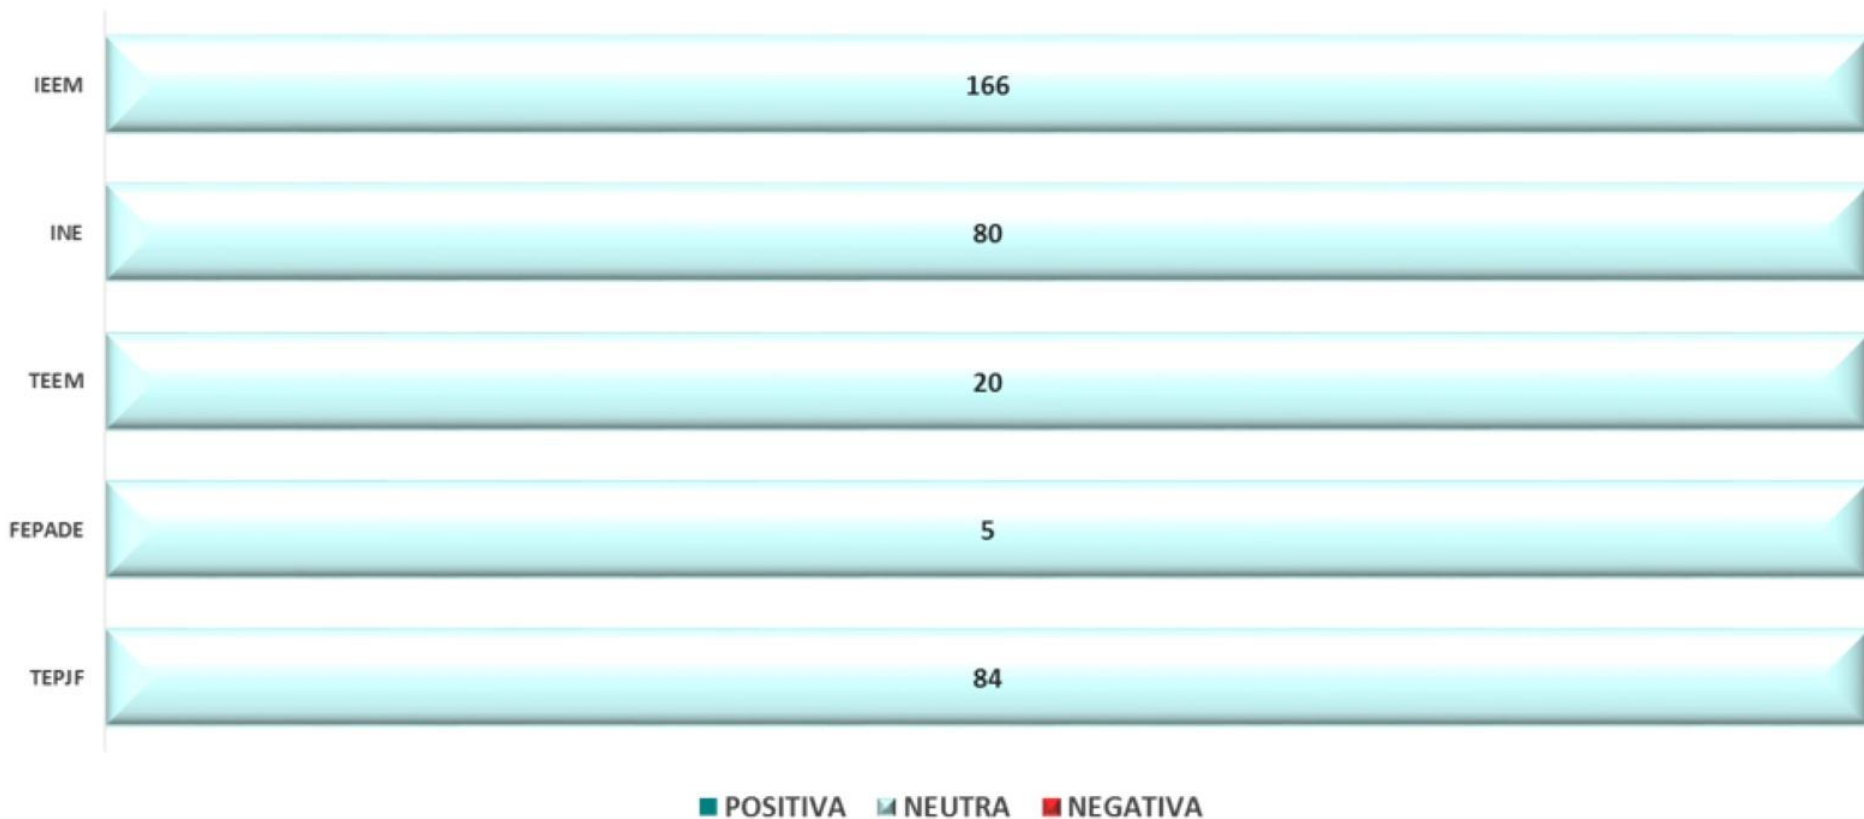 IEEM 166
INE 80
TEEM 20
FEPADE 5
TEPJF 84
POSITIVA NEUTRA NEGATIVA